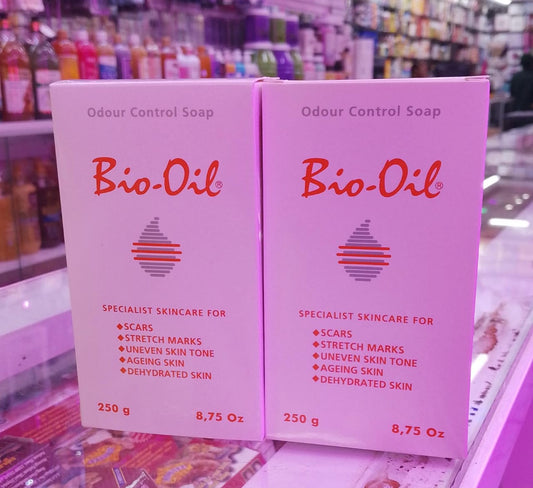 Odour Control Soap
Bio-Oil®
SPECIALIST SKINCARE FOR
◆SCARS
◆STRETCH MARKS
◆UNEVEN SKIN TONE
◆AGEING SKIN
◆DEHYDRATED SKIN
250 g 8,75 Oz
Odour Control Soap
Bio-Oil®
SPECIALIST SKINCARE FOR
◆SCARS
◆STRETCH MARKS
◆UNEVEN SKIN TONE
◆AGEING SKIN
◆DEHYDRATED SKIN
250 g 8,75 Oz